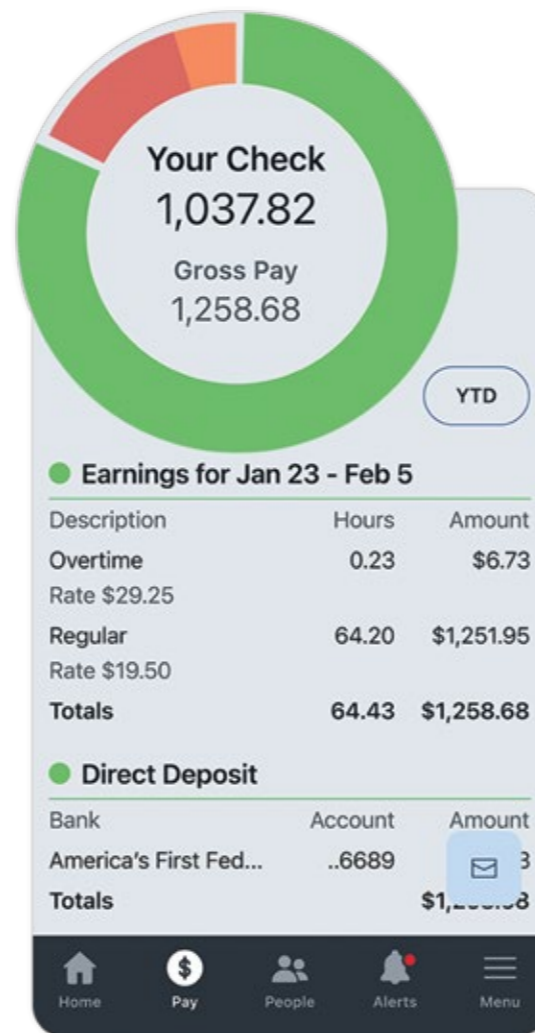 Your Check
1,037.82
Gross Pay
1,258.68
YTD
Earnings for Jan 23 - Feb 5
Description Hours Amount
Overtime 0.23 $6.73
Rate $29.25
Regular 64.20 $1,251.95
Rate $19.50
Totals 64.43 $1,258.68
Direct Deposit
Bank Account Amount
America's First Fed... ..6689
Totals
Home Pay People Alerts Menu